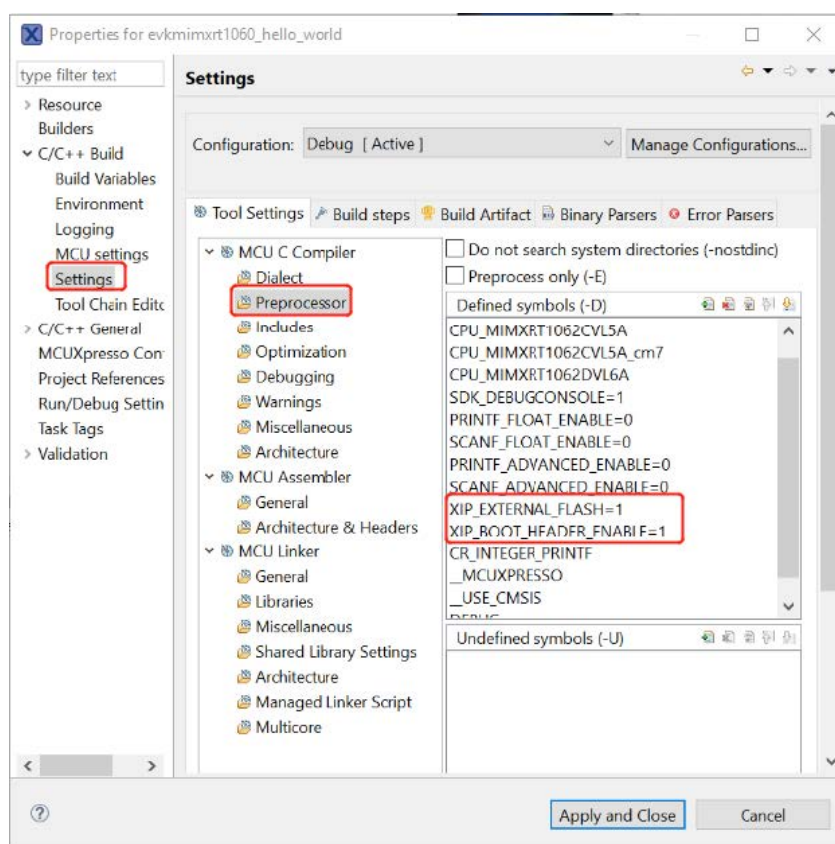 Properties for evkmimxrt1060_hello_world
type filter text
Settings
Resource
Builders
C/C++ Build
Build Variables
Environment
Logging
MCU settings
Settings
Tool Chain Edito
C/C++ General
MCUXpresso Con
Project References
Run/Debug Settin
Task Tags
Validation
Configuration: Debug [ Active ]
Manage Configurations...
Tool Settings
Build steps
Build Artifact
Binary Parsers
Error Parsers
MCU C Compiler
Dialect
Preprocessor
Includes
Optimization
Debugging
Warnings
Miscellaneous
Architecture
MCU Assembler
General
Architecture & Headers
MCU Linker
General
Libraries
Miscellaneous
Shared Library Settings
Architecture
Managed Linker Script
Multicore
Do not search system directories (-nostdinc)
Preprocess only (-E)
Defined symbols (-D)
CPU_MIMXRT1062CVL5A
CPU_MIMXRT1062CVL5A_cm7
CPU_MIMXRT1062DVL6A
SDK_DEBUGCONSOLE=1
PRINTF_FLOAT_ENABLE=0
SCANF_FLOAT_ENABLE=0
PRINTF_ADVANCED_ENABLE=0
SCANF_ADVANCED_ENABLE=0
XIP_EXTERNAL_FLASH=1
XIP_BOOT_HEADER_ENABLE=1
CR_INTEGER_PRINTF
__MCUXPRESSO
__USE_CMSIS
DEBUG
Undefined symbols (-U)
Apply and Close
Cancel